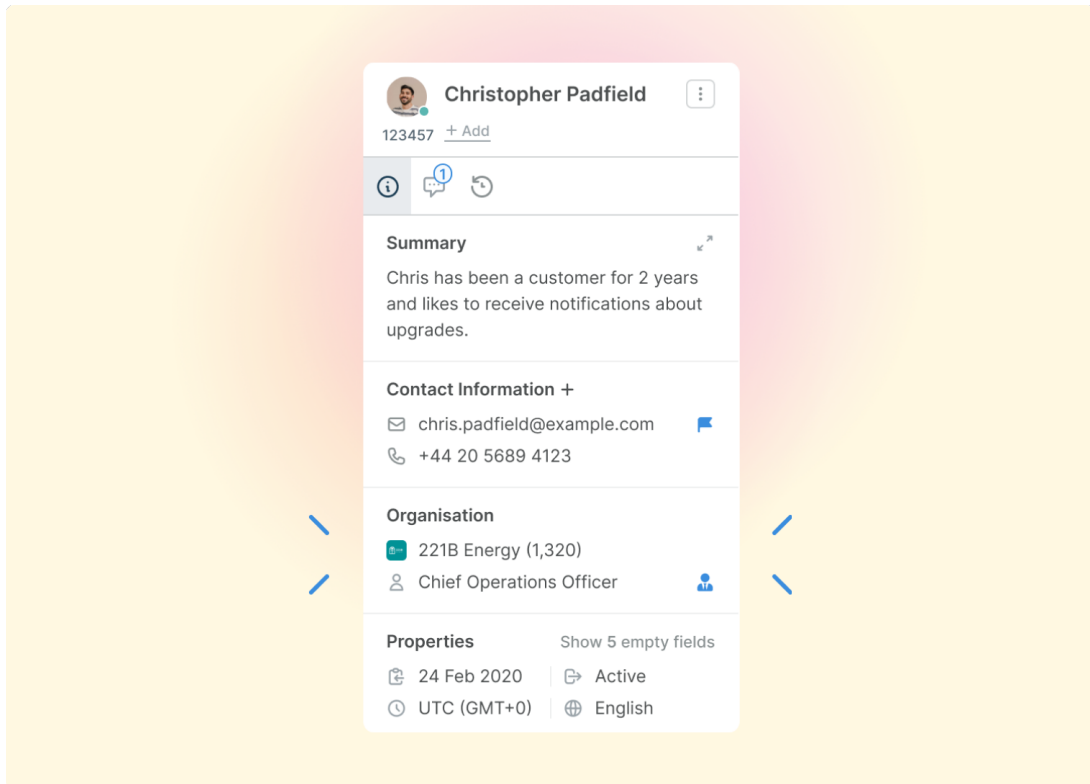 Christopher Padfield
123457 + Add
1
Summary
Chris has been a customer for 2 years
and likes to receive notifications about
upgrades.
Contact Information +
chris.padfield@example.com
+44 20 5689 4123
Organisation
221B Energy (1,320)
Chief Operations Officer
Properties Show 5 empty fields
24 Feb 2020 Active
UTC (GMT+0) English